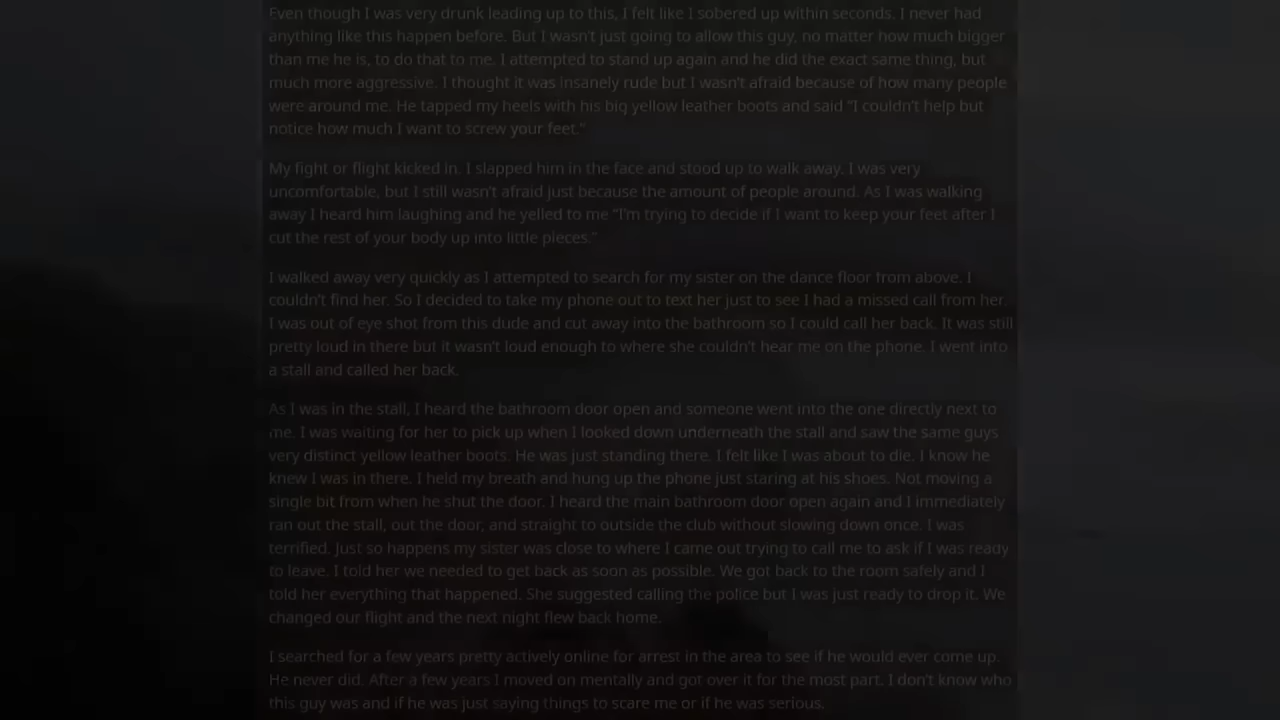 Even though I was very drunk leading up to this, I felt like I sobered up within seconds. I never had
anything like this happen before. But I wasn't just going to allow this guy, no matter how much bigger
than me he is, to do that to me. I attempted to stand up again and he did the exact same thing, but
much more aggressive. I thought it was insanely rude but I wasn't afraid because of how many people
were around me. He tapped my heels with his big yellow leather boots and said "I couldn't help but
notice how much I want to screw your feet."
My fight or flight kicked in. I slapped him in the face and stood up to walk away. I was very
uncomfortable, but I still wasn't afraid just because the amount of people around. As I was walking
away I heard him laughing and he yelled to me "I'm trying to decide if I want to keep your feet after I
cut the rest of your body up into little pieces."
I walked away very quickly as I attempted to search for my sister on the dance floor from above. I
couldn't find her. So I decided to take my phone out to text her just to see I had a missed call from her.
I was out of eye shot from this dude and cut away into the bathroom so I could call her back. It was still
pretty loud in there but it wasn't loud enough to where she couldn't hear me on the phone. I went into
a stall and called her back.
As I was in the stall, I heard the bathroom door open and someone went into the one directly next to
me. I was waiting for her to pick up when I looked down underneath the stall and saw the same guys
very distinct yellow leather boots. He was just standing there. I felt like I was about to die. I know he
knew I was in there. I held my breath and hung up the phone just staring at his shoes. Not moving a
single bit from when he shut the door. I heard the main bathroom door open again and I immediately
ran out the stall, out the door, and straight to outside the club without slowing down once. I was
terrified. Just so happens my sister was close to where I came out trying to call me to ask if I was ready
to leave. I told her we needed to get back as soon as possible. We got back to the room safely and I
told her everything that happened. She suggested calling the police but I was just ready to drop it. We
changed our flight and the next night flew back home.
I searched for a few years pretty actively online for arrest in the area to see if he would ever come up.
He never did. After a few years I moved on mentally and got over it for the most part. I don't know who
this guy was and if he was just saying things to scare me or if he was serious.